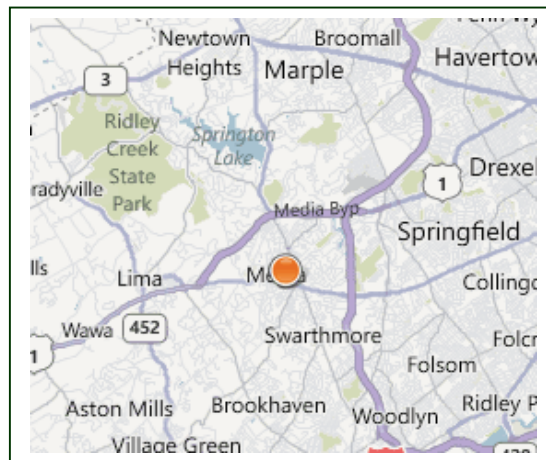 Newtown
Heights
Broomall
Havertow
Marple
3
Ridley
Creek
State
Park
Springton
Lake
Drexel
1
radyville
Media Byp
Springfield
lls
Lima
Colling
Wawa
452
Swarthmore
Folcr
1
Folsom
Aston Mills
Brookhaven
Woodlyn
Ridley P
Village Green